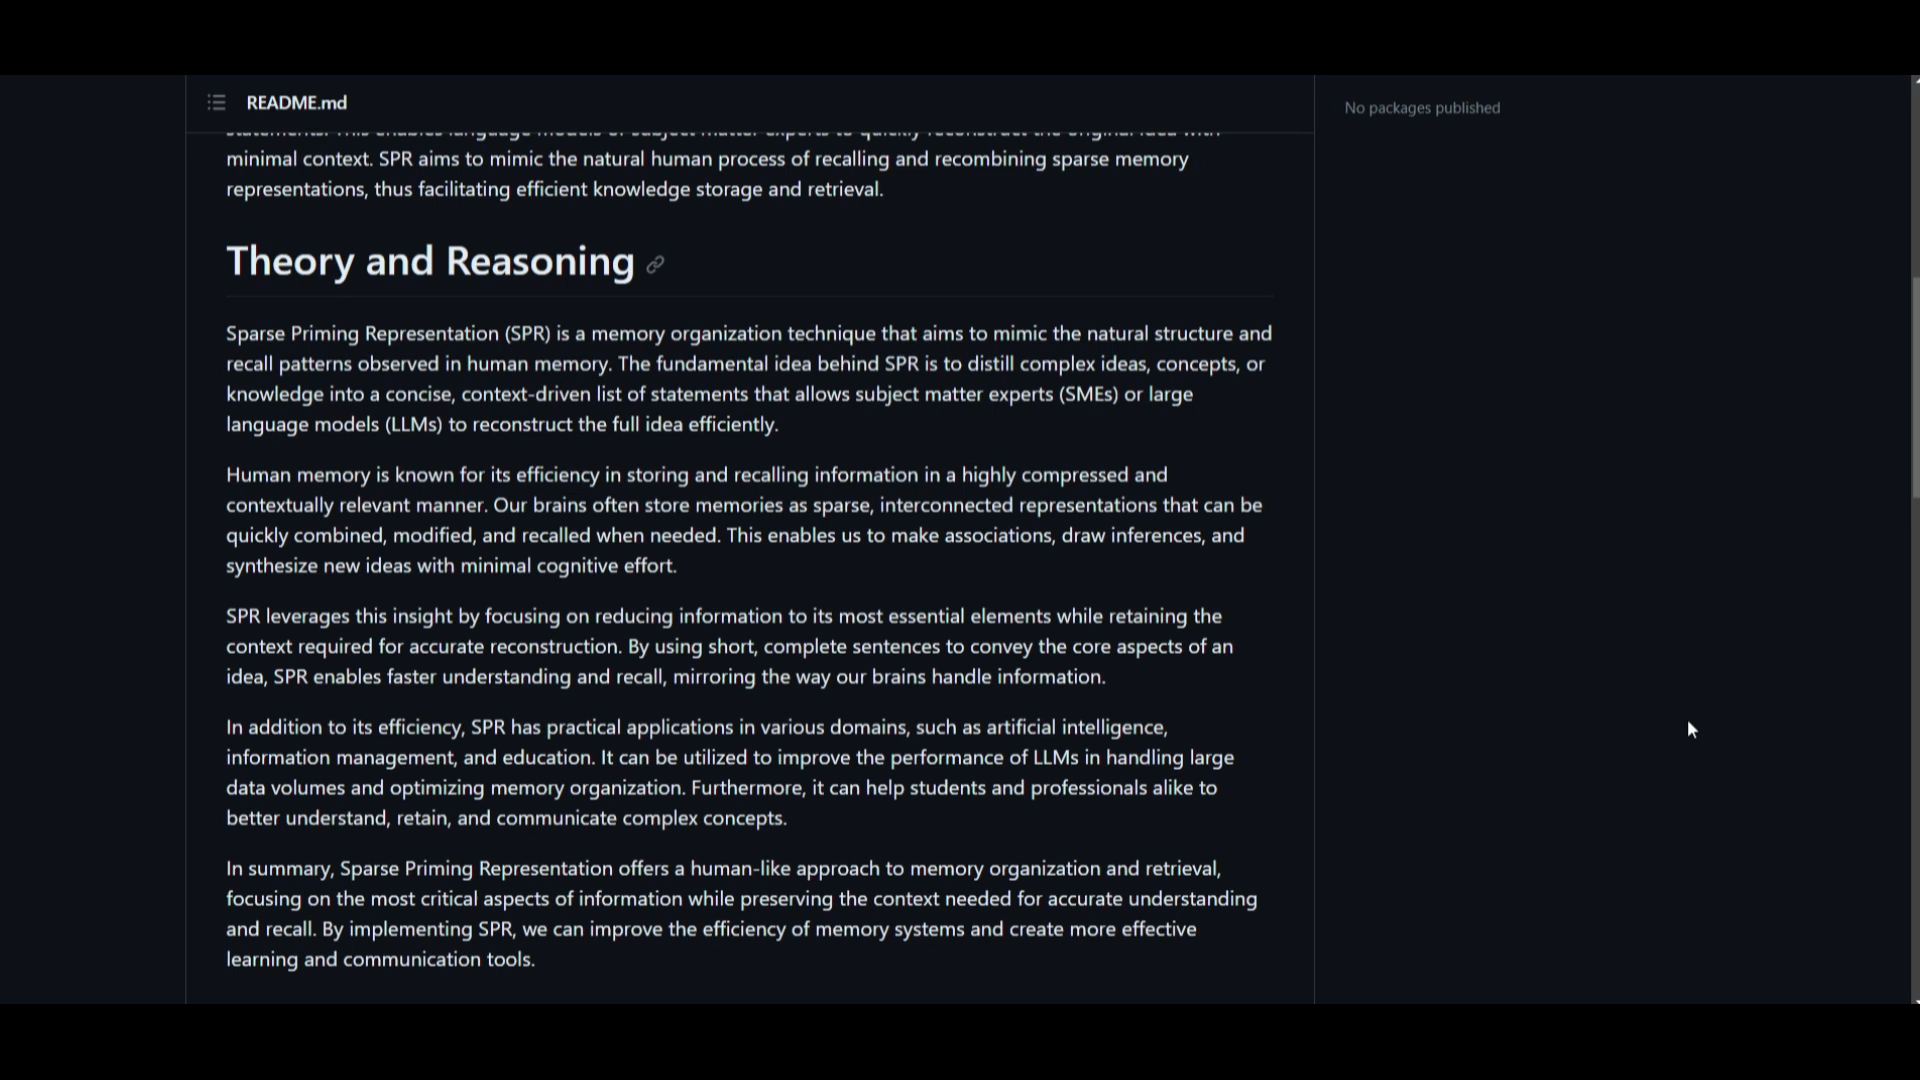 README.md
No packages published
minimal context. SPR aims to mimic the natural human process of recalling and recombining sparse memory
representations, thus facilitating efficient knowledge storage and retrieval.
Theory and Reasoning
Sparse Priming Representation (SPR) is a memory organization technique that aims to mimic the natural structure and
recall patterns observed in human memory. The fundamental idea behind SPR is to distill complex ideas, concepts, or
knowledge into a concise, context-driven list of statements that allows subject matter experts (SMEs) or large
language models (LLMs) to reconstruct the full idea efficiently.
Human memory is known for its efficiency in storing and recalling information in a highly compressed and
contextually relevant manner. Our brains often store memories as sparse, interconnected representations that can be
quickly combined, modified, and recalled when needed. This enables us to make associations, draw inferences, and
synthesize new ideas with minimal cognitive effort.
SPR leverages this insight by focusing on reducing information to its most essential elements while retaining the
context required for accurate reconstruction. By using short, complete sentences to convey the core aspects of an
idea, SPR enables faster understanding and recall, mirroring the way our brains handle information.
In addition to its efficiency, SPR has practical applications in various domains, such as artificial intelligence,
information management, and education. It can be utilized to improve the performance of LLMs in handling large
data volumes and optimizing memory organization. Furthermore, it can help students and professionals alike to
better understand, retain, and communicate complex concepts.
In summary, Sparse Priming Representation offers a human-like approach to memory organization and retrieval,
focusing on the most critical aspects of information while preserving the context needed for accurate understanding
and recall. By implementing SPR, we can improve the efficiency of memory systems and create more effective
learning and communication tools.